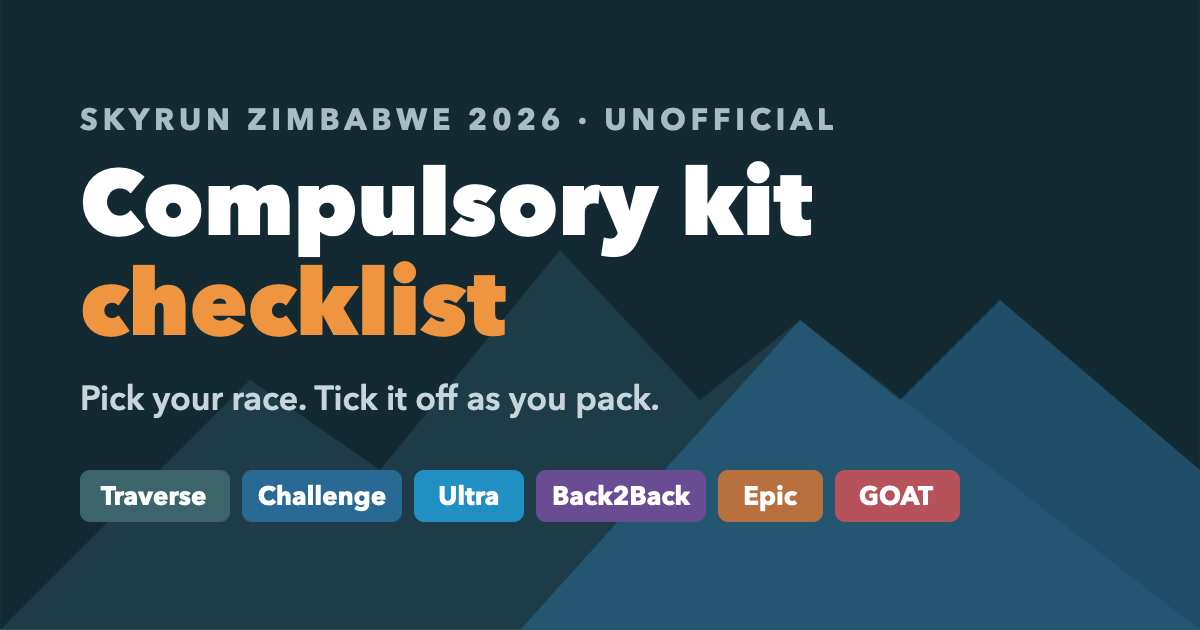 SKYRUN ZIMBABWE 2026 · UNOFFICIAL
Compulsory kit
checklist
Pick your race. Tick it off as you pack.
Traverse Challenge Ultra Back2Back Epic GOAT